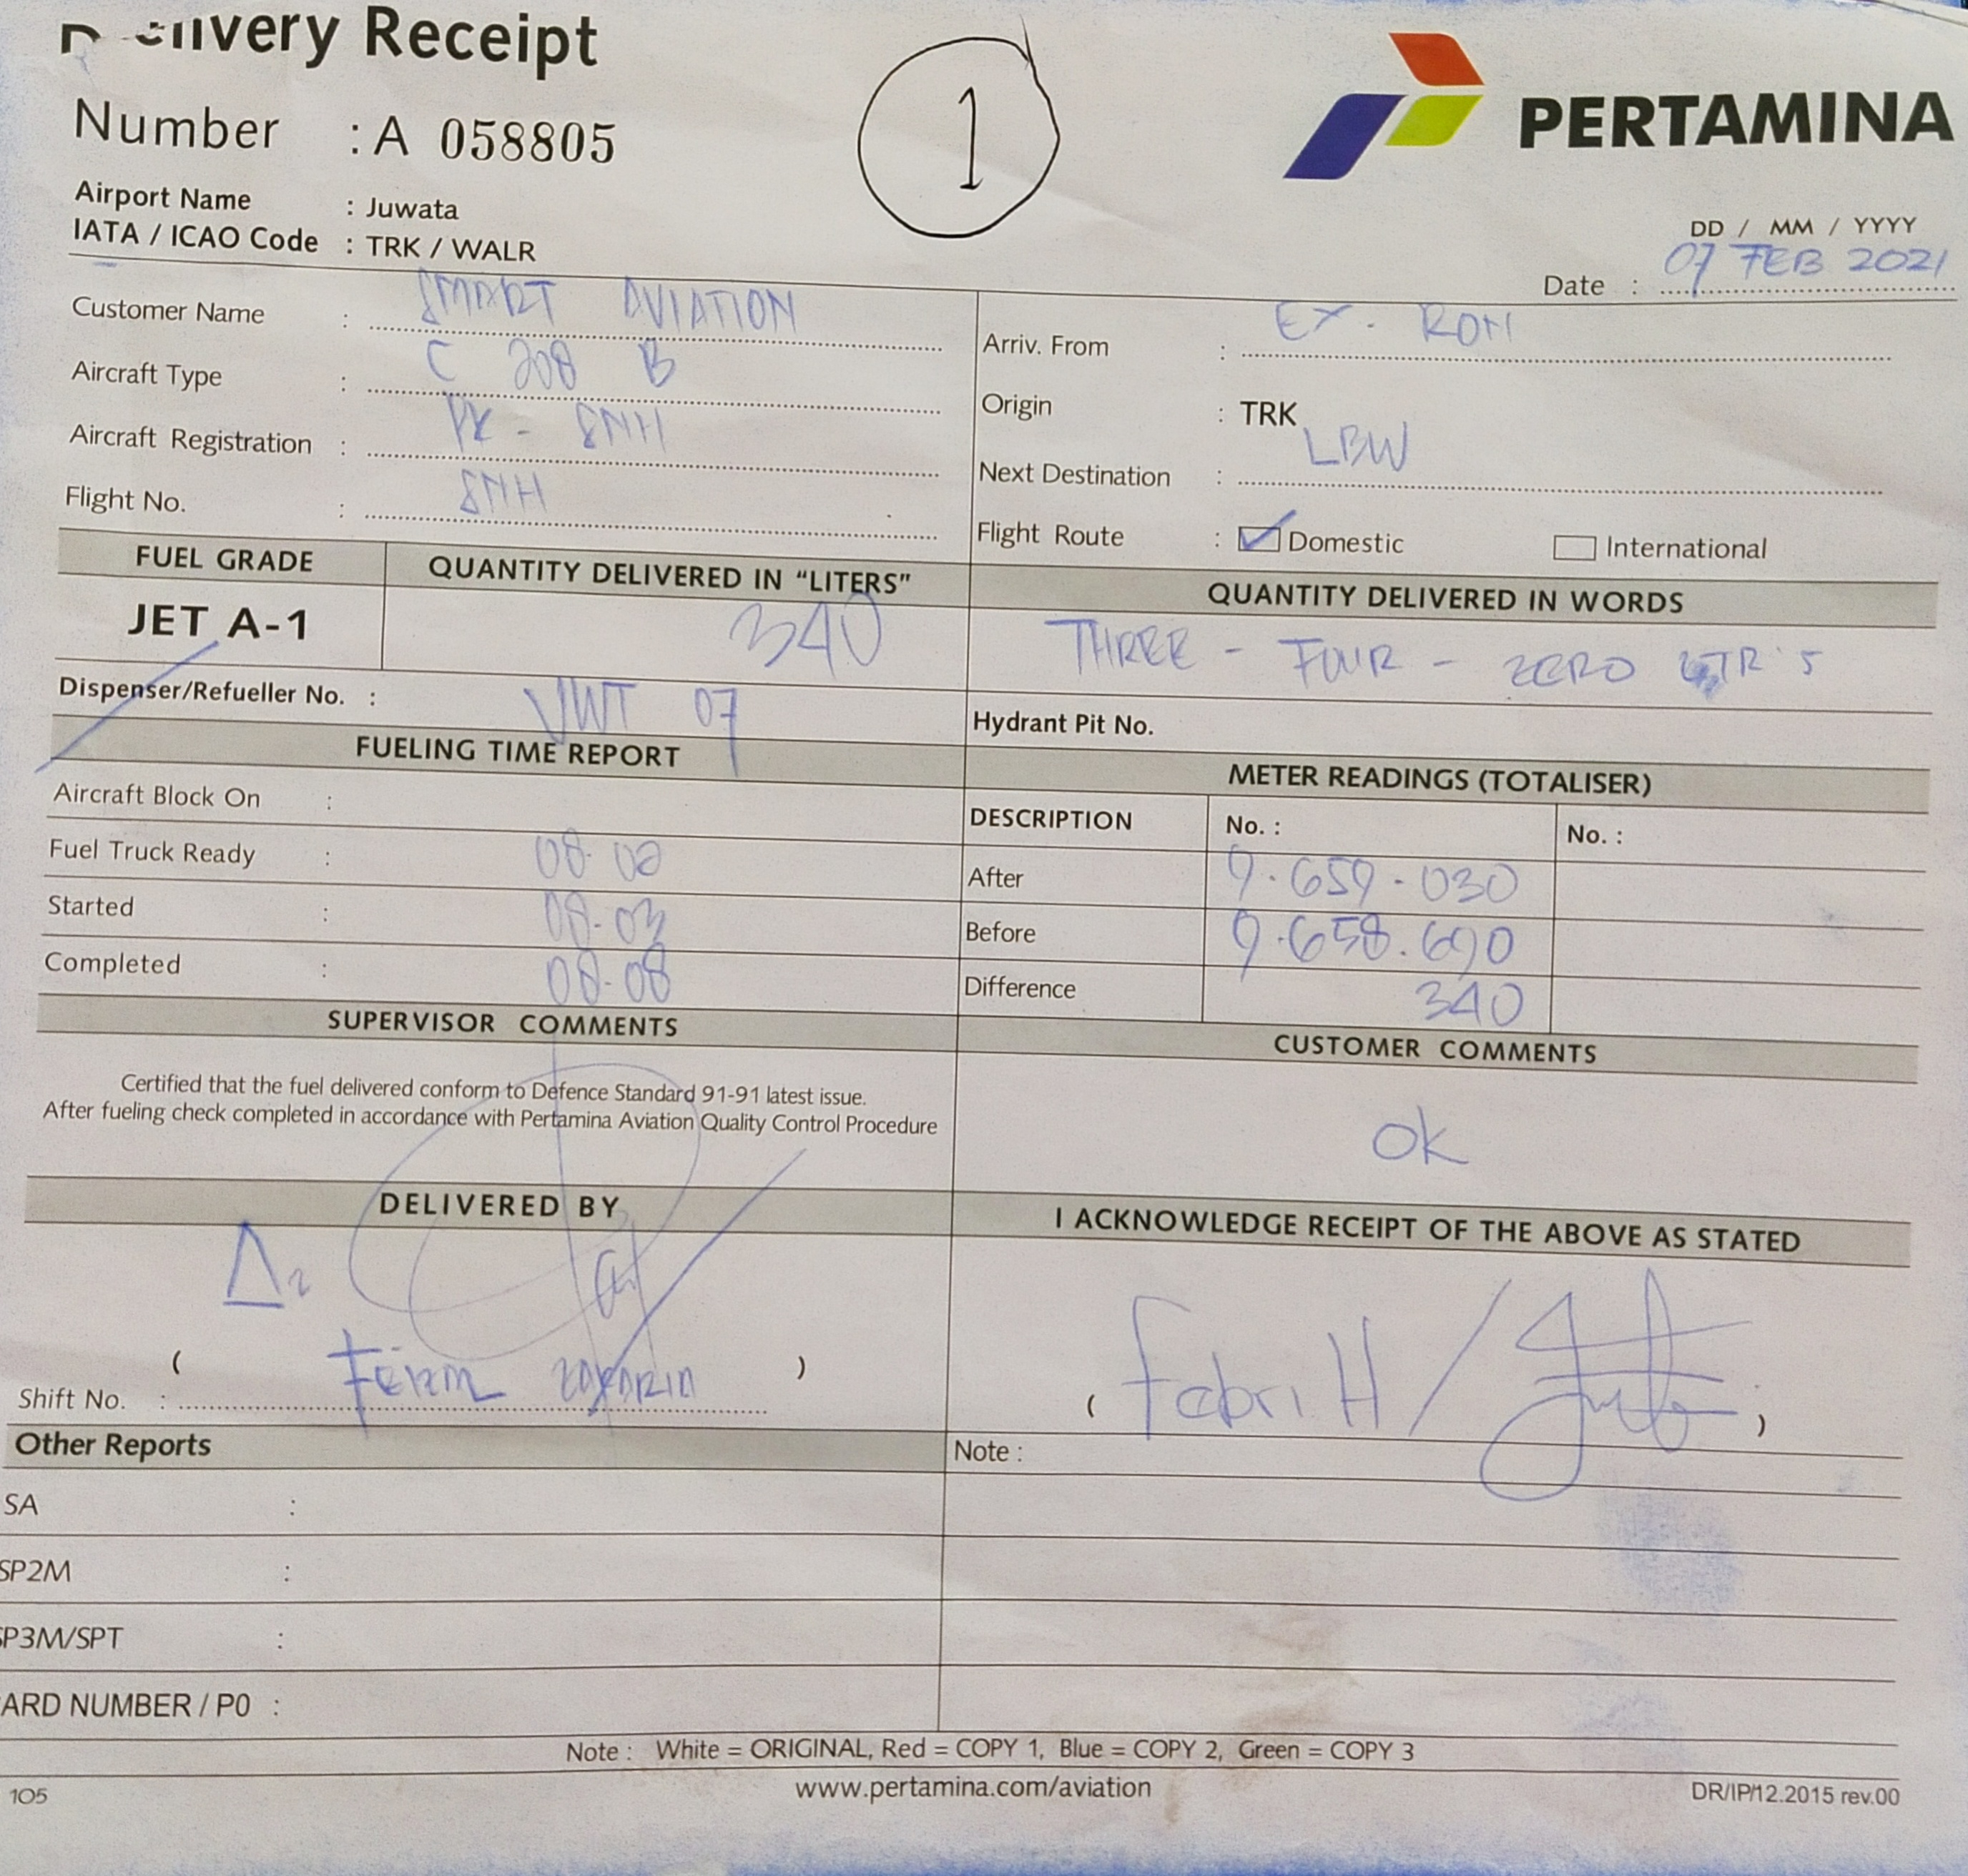 Delivery Receipt
1
PERTAMINA
Number : A 058805
Airport Name : Juwata
IATA / ICAO Code : TRK / WALR
DD / MM / YYYY
Date : 07 FEB 2021
Customer Name : SMART AVIATION
Aircraft Type : C 208 B
Aircraft Registration : PK - SNH
Flight No. : SNH
Arriv. From : EX. ROH
Origin : TRK
Next Destination : LBW
Flight Route : Domestic International
FUEL GRADE QUANTITY DELIVERED IN "LITERS" QUANTITY DELIVERED IN WORDS
JET A-1 340 THREE - FOUR - ZERO LTR'S
Dispenser/Refueller No. : VWT 07 Hydrant Pit No.
FUELING TIME REPORT
Aircraft Block On :
Fuel Truck Ready : 08.02
Started : 08.03
Completed : 08.08
METER READINGS (TOTALISER)
DESCRIPTION No. : No. :
After 9.659.030
Before 9.658.690
Difference 340
SUPERVISOR COMMENTS
Certified that the fuel delivered conform to Defence Standard 91-91 latest issue.
After fueling check completed in accordance with Pertamina Aviation Quality Control Procedure
CUSTOMER COMMENTS
Ok
DELIVERED BY
( )
Shift No. :
I ACKNOWLEDGE RECEIPT OF THE ABOVE AS STATED
( Fabri H / )
Other Reports
SA :
SP2M :
SP3M/SPT :
ARD NUMBER / P0 :
Note :
Note : White = ORIGINAL, Red = COPY 1, Blue = COPY 2, Green = COPY 3
www.pertamina.com/aviation
105
DR/IP/12.2015 rev.00